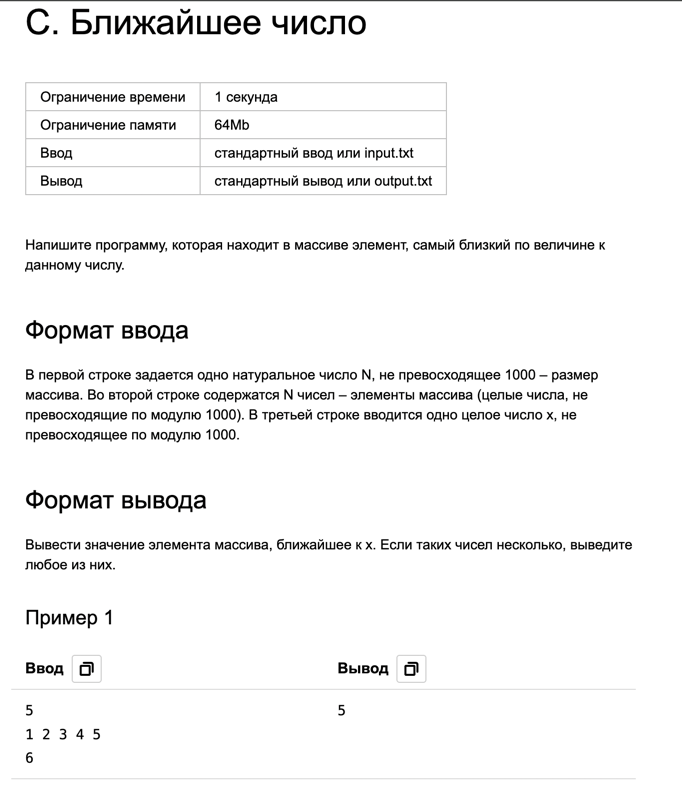 С. Ближайшее число
Ограничение времени 1 секунда
Ограничение памяти 64Mb
Ввод стандартный ввод или input.txt
Вывод стандартный вывод или output.txt
Напишите программу, которая находит в массиве элемент, самый близкий по величине к
данному числу.
Формат ввода
В первой строке задается одно натуральное число N, не превосходящее 1000 – размер
массива. Во второй строке содержатся N чисел – элементы массива (целые числа, не
превосходящие по модулю 1000). В третьей строке вводится одно целое число x, не
превосходящее по модулю 1000.
Формат вывода
Вывести значение элемента массива, ближайшее к x. Если таких чисел несколько, выведите
любое из них.
Пример 1
Ввод Вывод
5 5
1 2 3 4 5
6